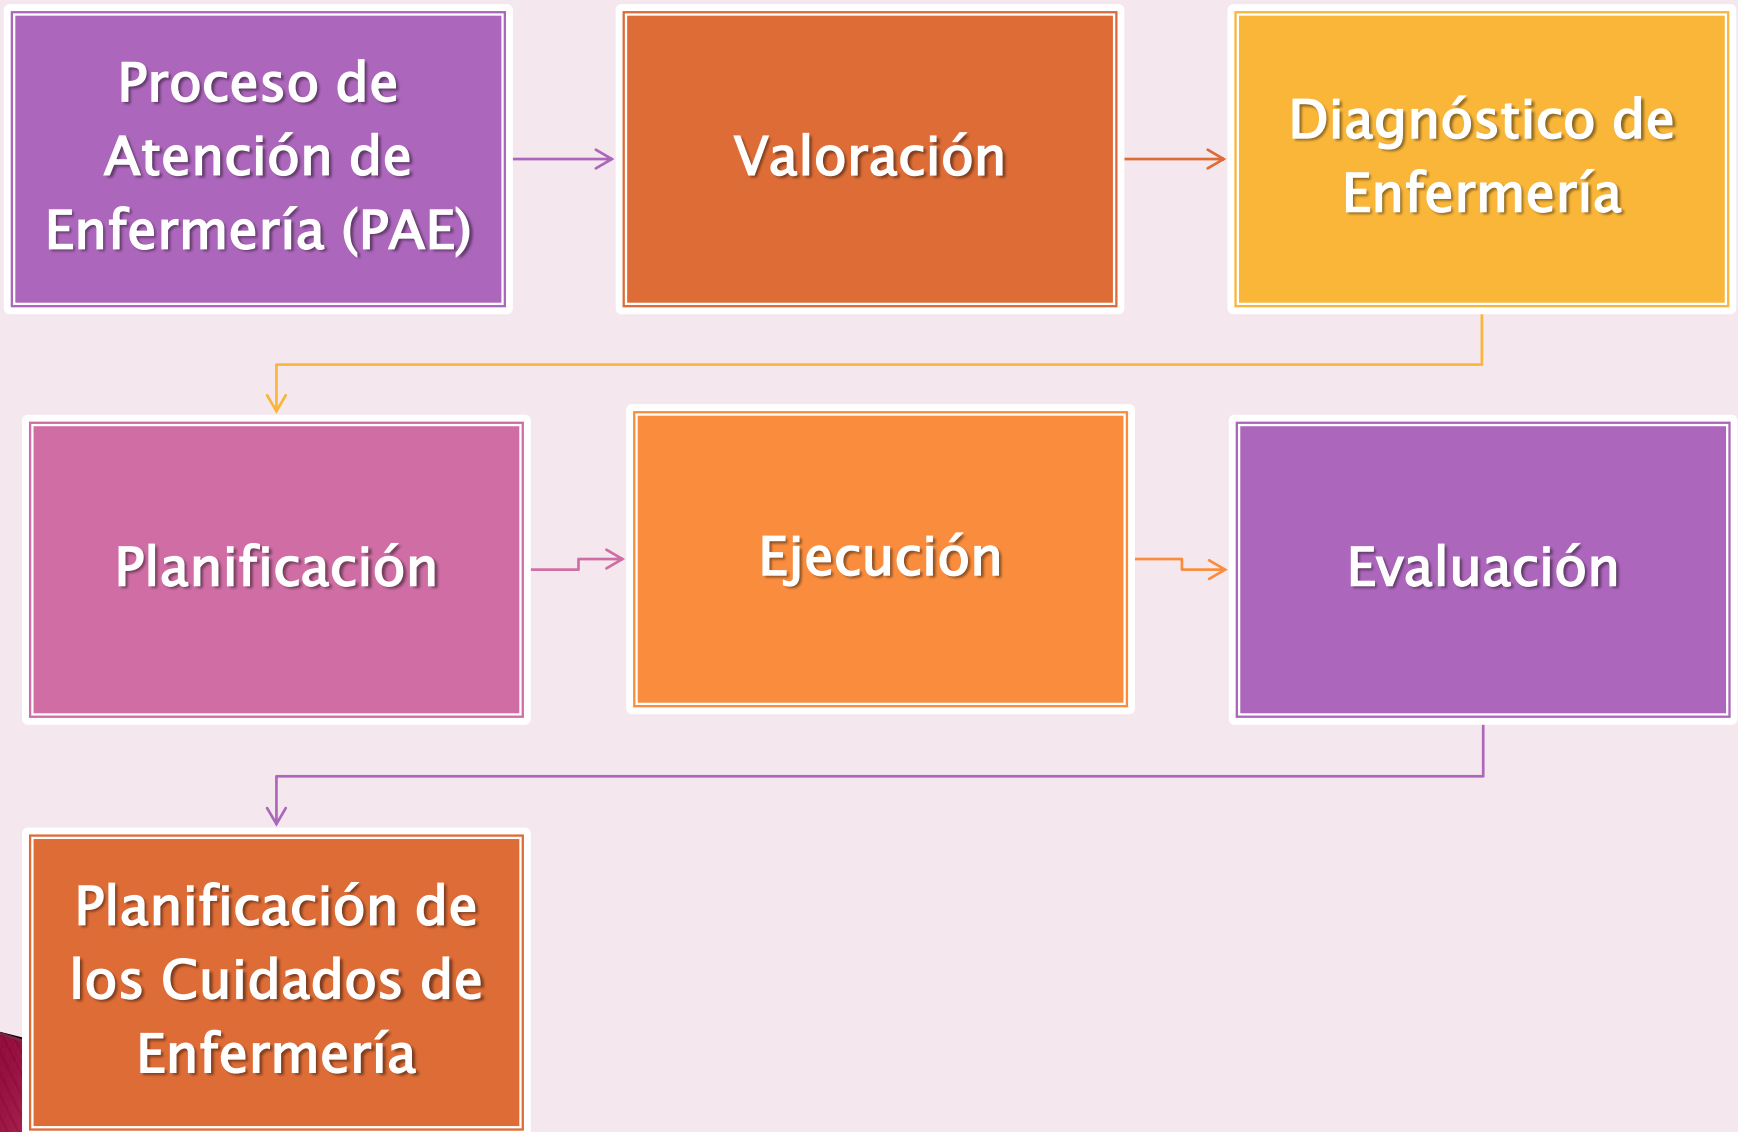 Proceso de
Atención de
Enfermería (PAE)
Valoración
Diagnóstico de
Enfermería
Planificación
Ejecución
Evaluación
Planificación de
los Cuidados de
Enfermería